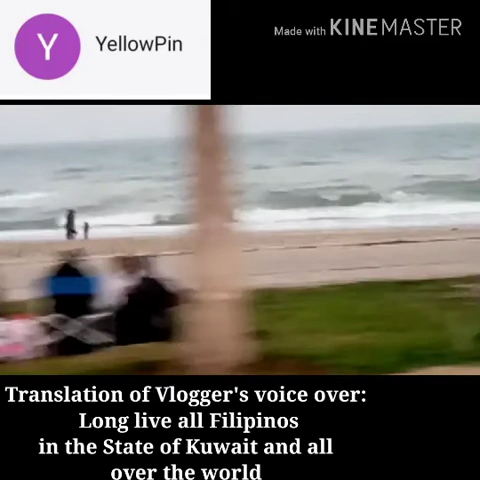 Y
YellowPin
Made with KINEMASTER
Translation of Vlogger's voice over:
Long live all Filipinos
in the State of Kuwait and all
over the world